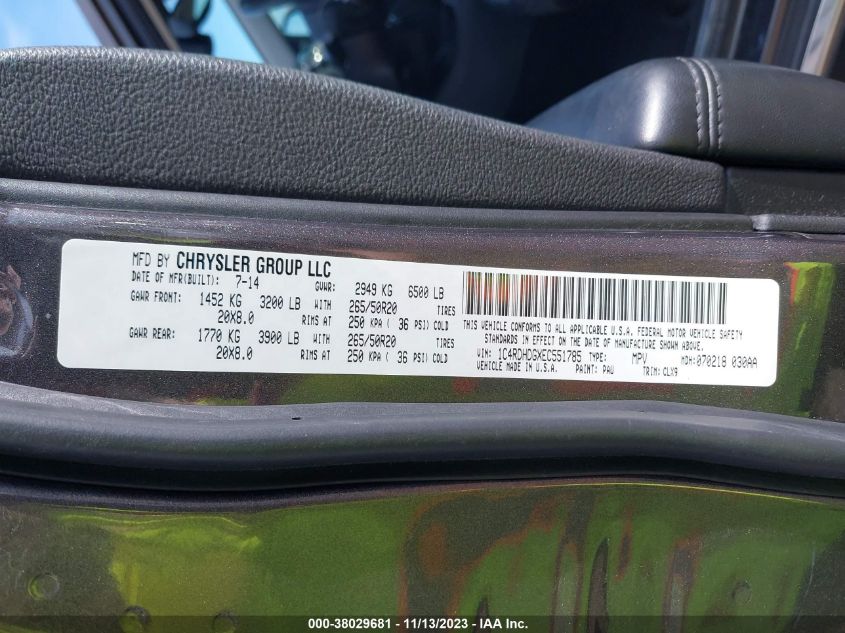 MFD BY CHRYSLER GROUP LLC
DATE OF MFR(BUILT): 7-14 GVWR: 2949 KG 6500 LB
GAWR FRONT: 1452 KG 3200 LB WITH 265/50R20 TIRES
20X8.0 RIMS AT 250 KPA ( 36 PSI) COLD
GAWR REAR: 1770 KG 3900 LB WITH 265/50R20 TIRES
20X8.0 RIMS AT 250 KPA ( 36 PSI) COLD
THIS VEHICLE CONFORMS TO ALL APPLICABLE U.S.A. FEDERAL MOTOR VEHICLE SAFETY
STANDARDS IN EFFECT ON THE DATE OF MANUFACTURE SHOWN ABOVE.
VIN: 1C4RDHDGXEC551785 TYPE: MPV MDH: 070218 030AA
VEHICLE MADE IN U.S.A. PAINT: PAU TRIM: CLX9
000-38029681 - 11/13/2023 - © IAA Inc.